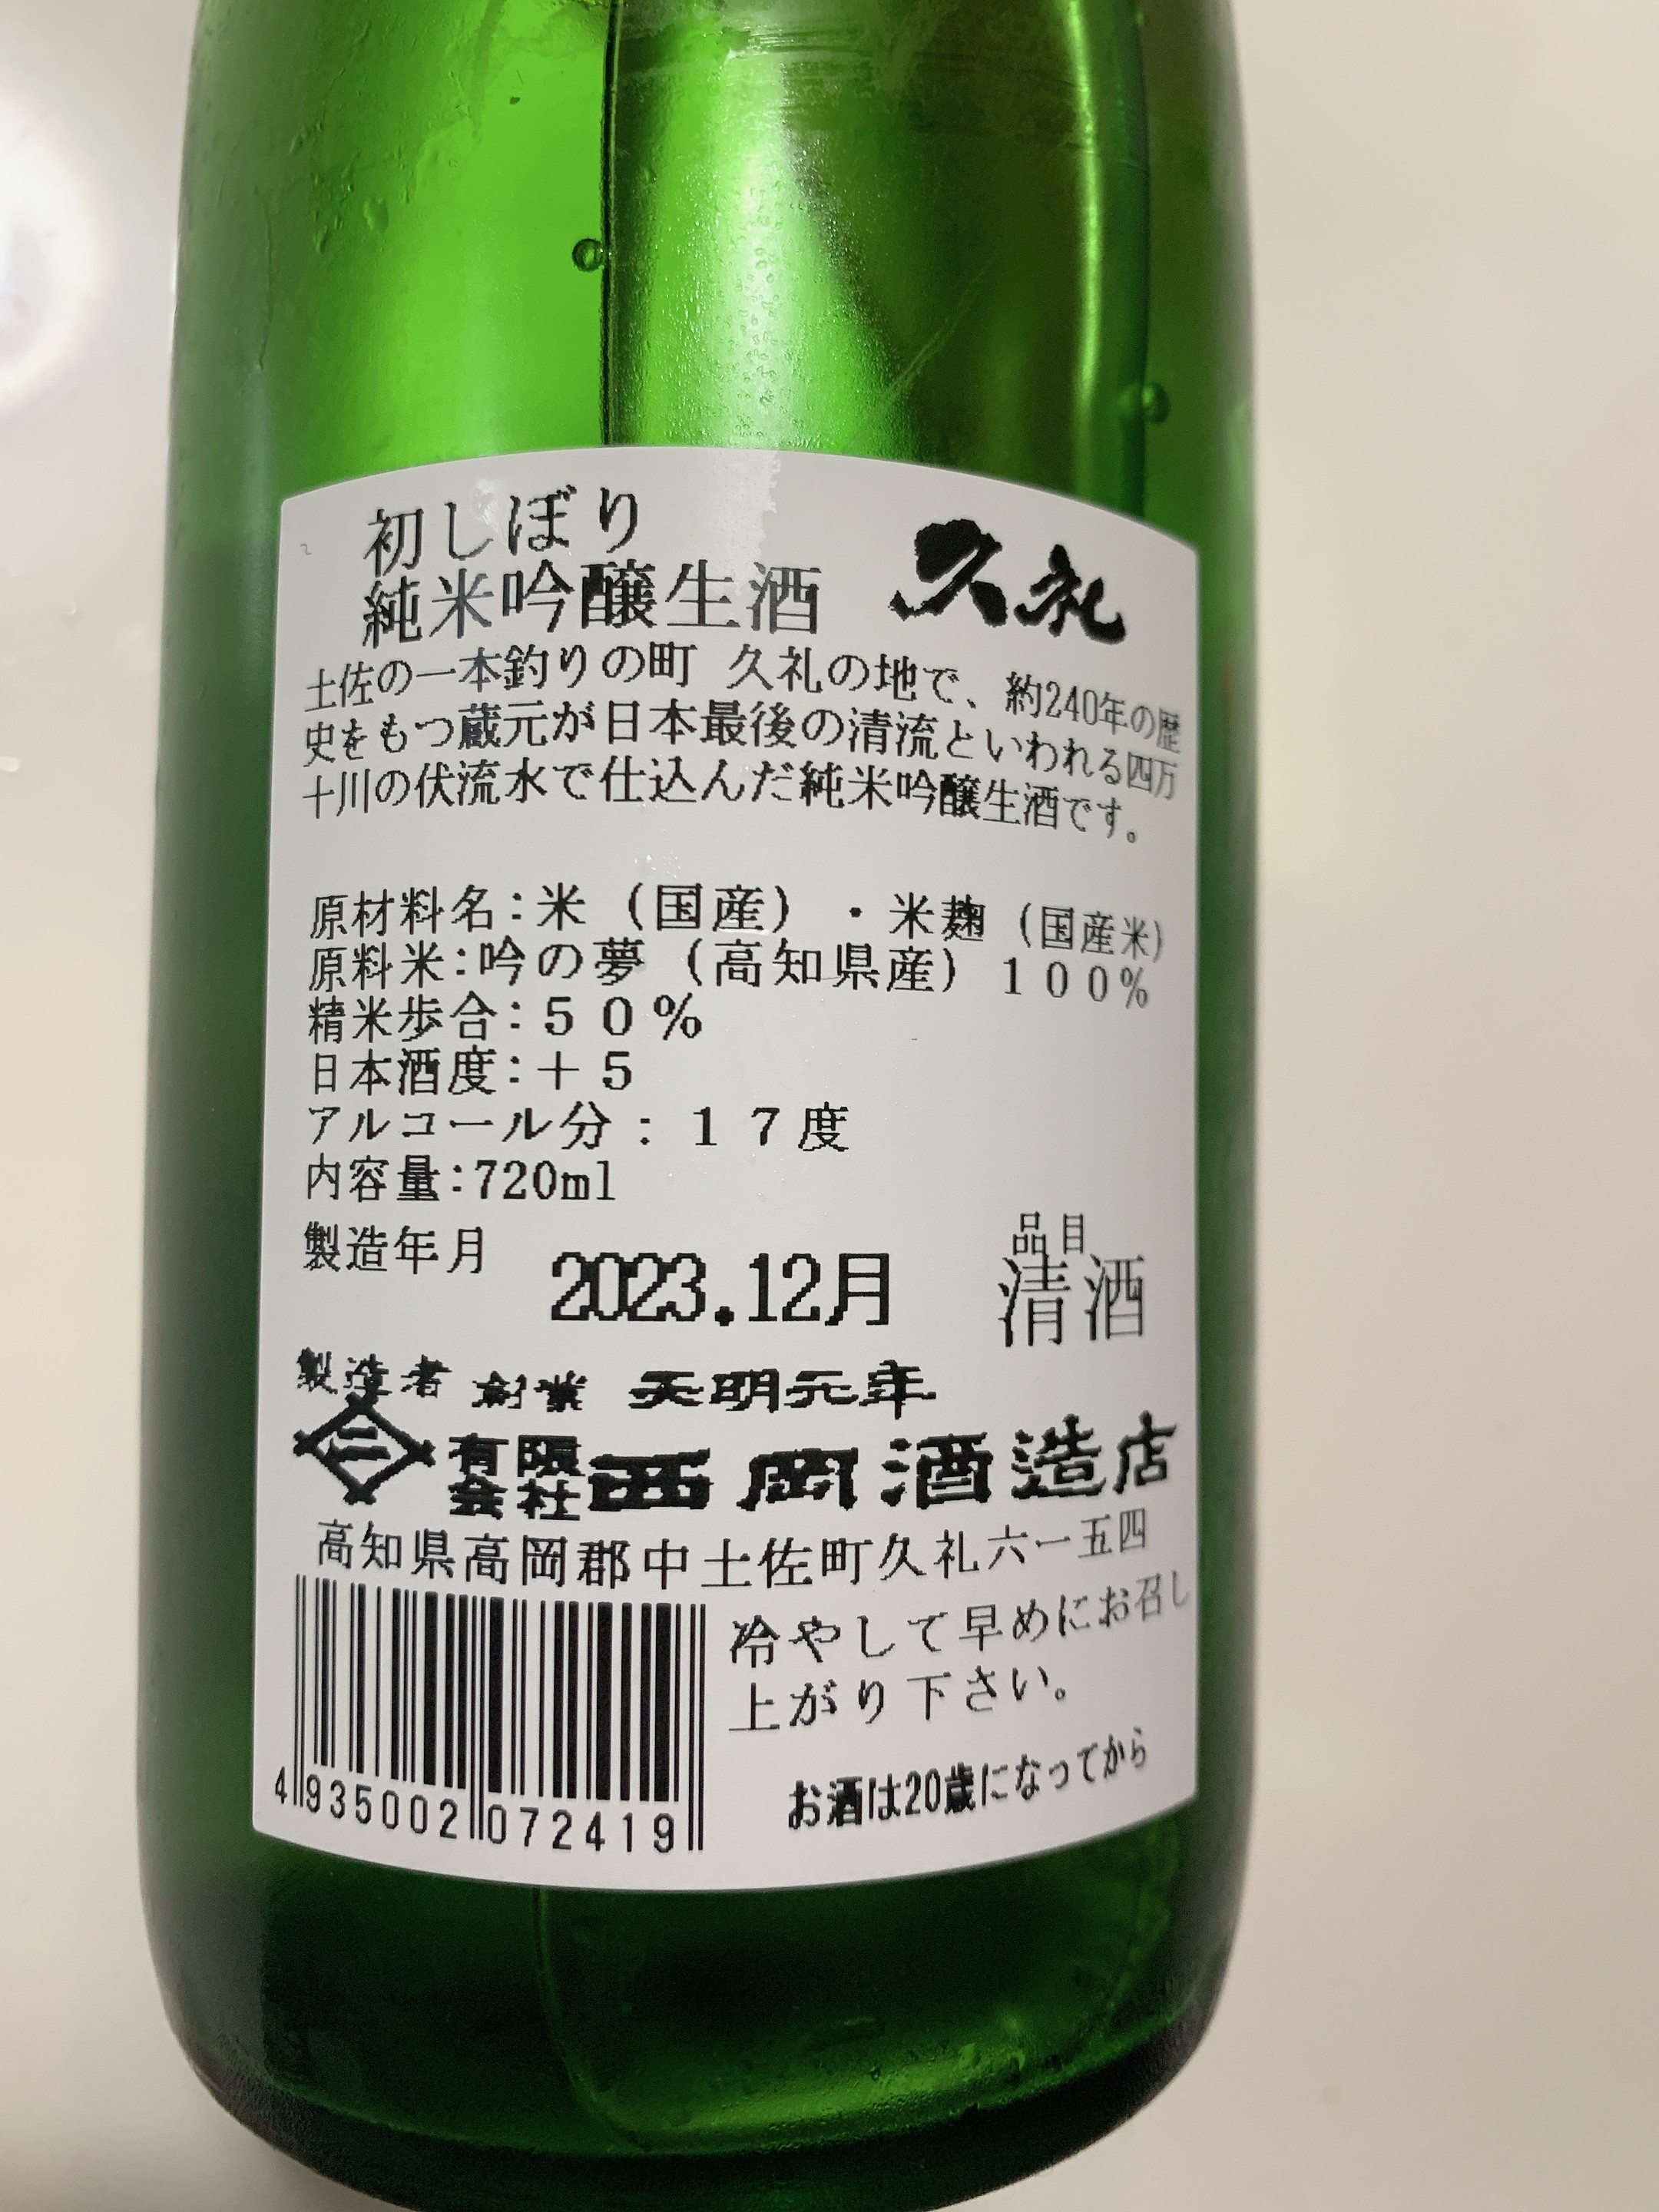 初しぼり
純米吟醸生酒 久礼
土佐の一本釣りの町 久礼の地で、約240年の歴
史をもつ蔵元が日本最後の清流といわれる四万
十川の伏流水で仕込んだ純米吟醸生酒です。
原材料名：米（国産）・米麹（国産米）
原料米：吟の夢（高知県産）１００％
精米歩合：５０％
日本酒度：＋５
アルコール分：１７度
内容量：720ml
製造年月 2023.12月
品目
清酒
製造者 創業 天明元年
有限会社 西岡酒造店
高知県高岡郡中土佐町久礼六一五四
冷やして早めにお召し
上がり下さい。
お酒は20歳になってから
4 935002 072419